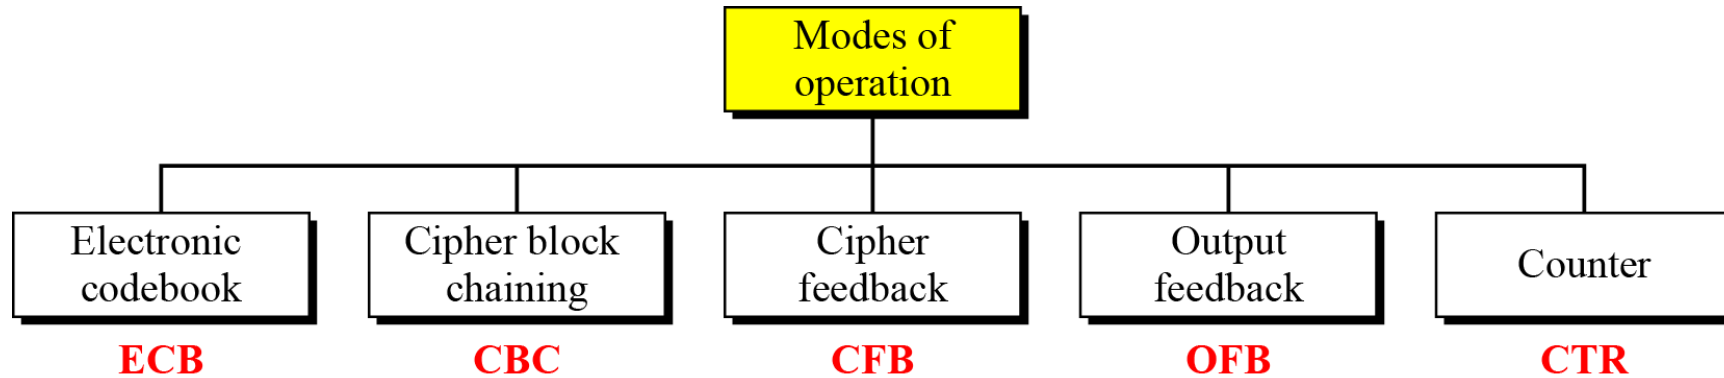 Modes of
operation
Electronic
codebook
Cipher block
chaining
Cipher
feedback
Output
feedback
Counter
ECB
CBC
CFB
OFB
CTR